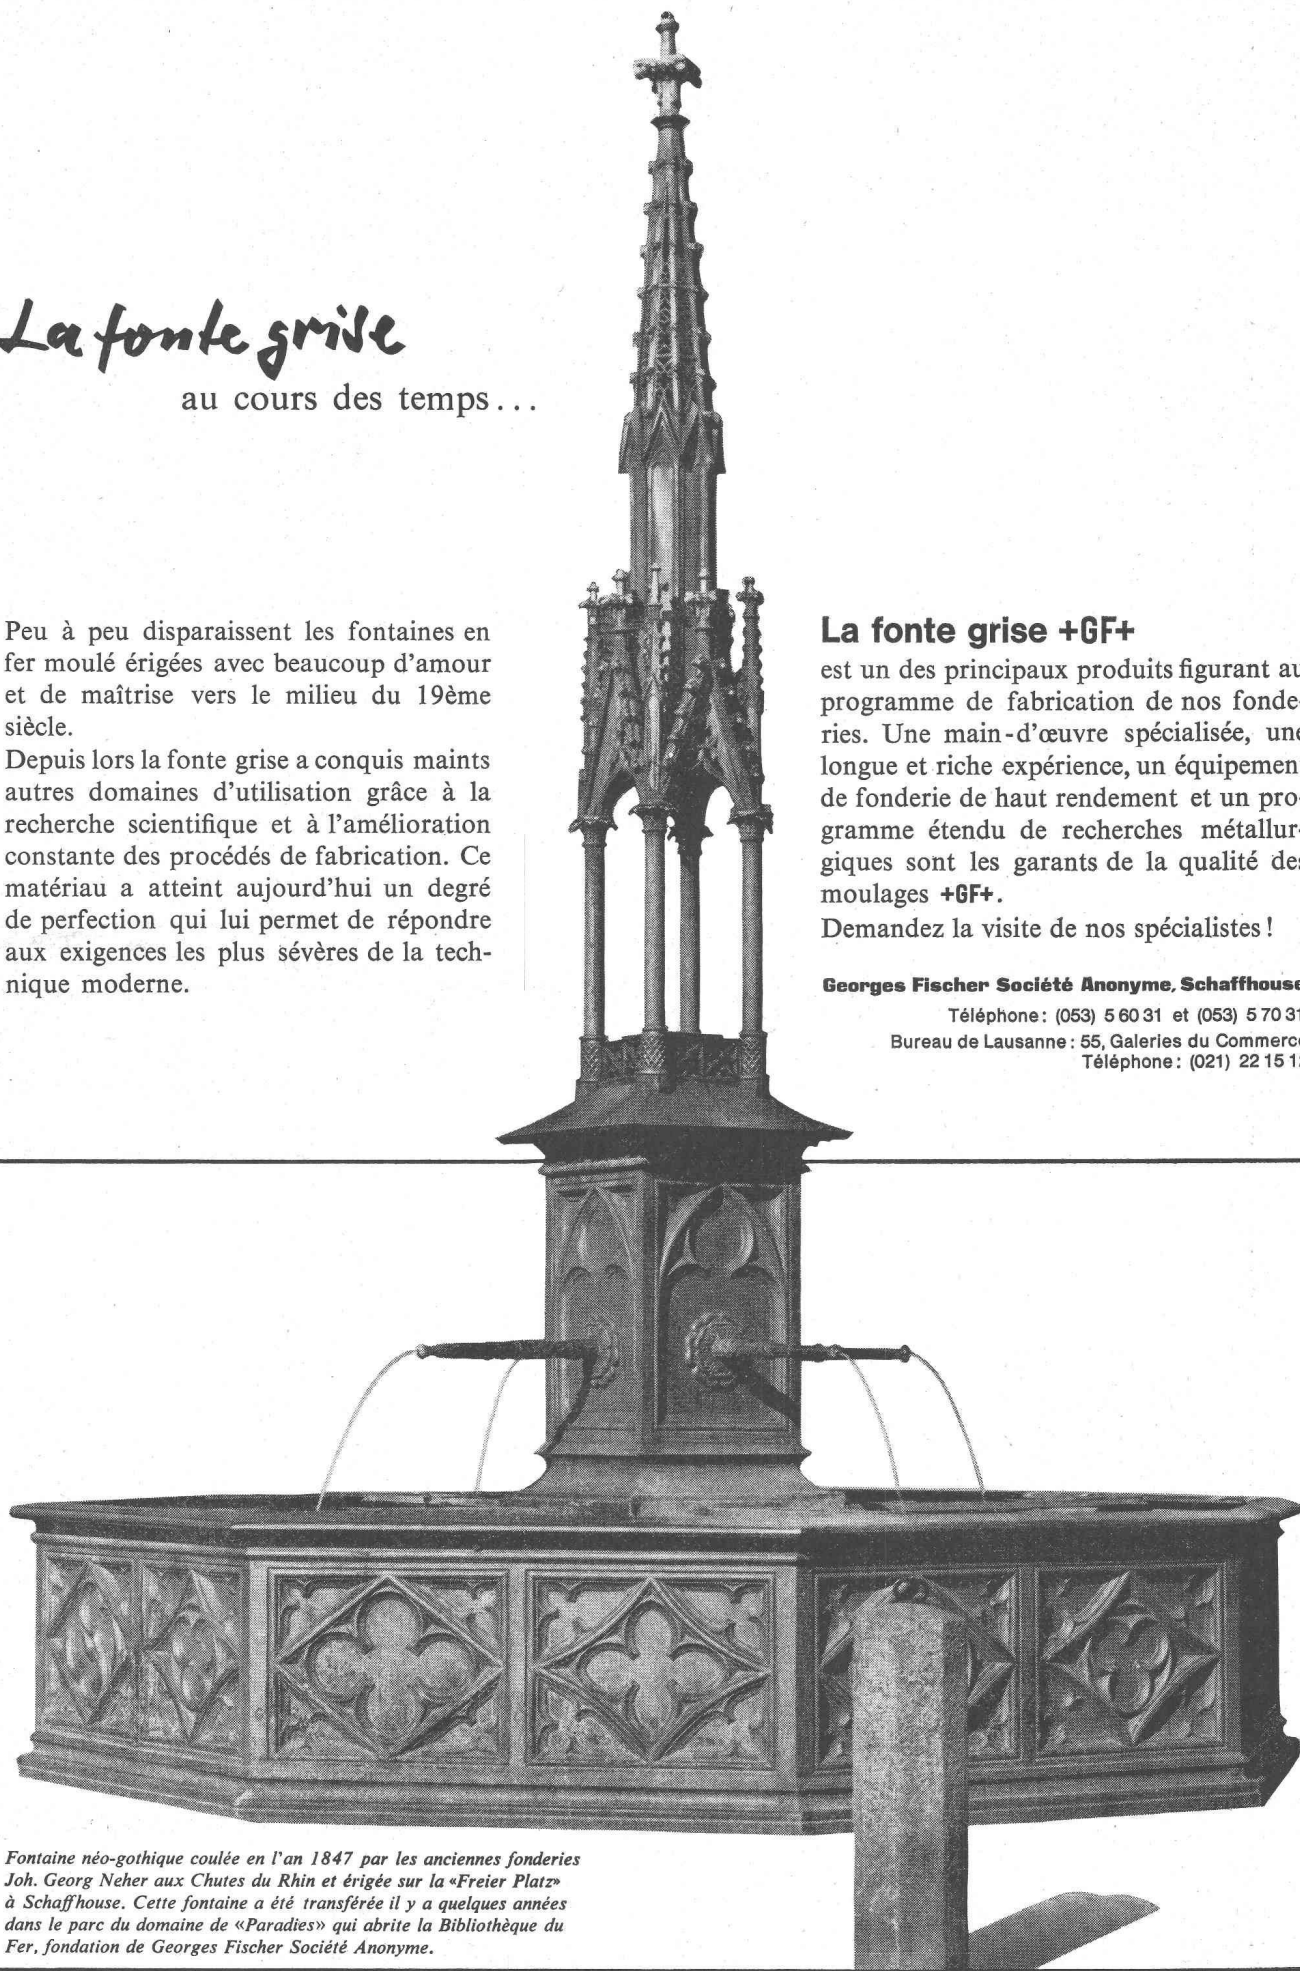 La fonte grise
au cours des temps...
Peu à peu disparaissent les fontaines en
fer moulé érigées avec beaucoup d'amour
et de maîtrise vers le milieu du 19ème
siècle.
Depuis lors la fonte grise a conquis maints
autres domaines d'utilisation grâce à la
recherche scientifique et à l'amélioration
constante des procédés de fabrication. Ce
matériau a atteint aujourd'hui un degré
de perfection qui lui permet de répondre
aux exigences les plus sévères de la tech-
nique moderne.
La fonte grise +GF+
est un des principaux produits figurant au
programme de fabrication de nos fonde-
ries. Une main-d'œuvre spécialisée, une
longue et riche expérience, un équipement
de fonderie de haut rendement et un pro-
gramme étendu de recherches métallur-
giques sont les garants de la qualité des
moulages +GF+.
Demandez la visite de nos spécialistes !
Georges Fischer Société Anonyme, Schaffhouse
Téléphone: (053) 5 60 31 et (053) 5 70 31
Bureau de Lausanne: 55, Galeries du Commerce
Téléphone: (021) 22 15 1
Fontaine néo-gothique coulée en l'an 1847 par les anciennes fonderies
Joh. Georg Neher aux Chutes du Rhin et érigée sur la «Freier Platz»
à Schaffhouse. Cette fontaine a été transférée il y a quelques années
dans le parc du domaine de «Paradies» qui abrite la Bibliothèque du
Fer, fondation de Georges Fischer Société Anonyme.